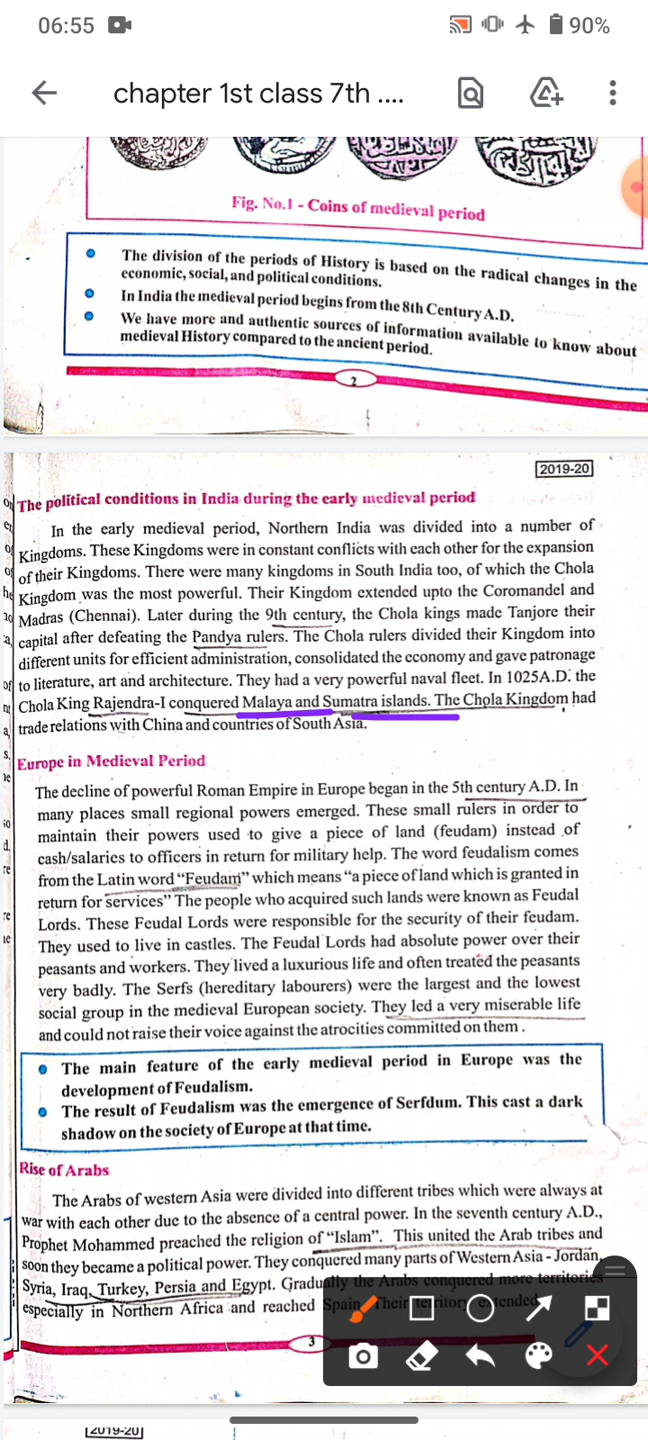 06:55
90%
chapter 1st class 7th ....
Fig. No.1 - Coins of medieval period
The division of the periods of History is based on the radical changes in the
economic, social, and political conditions.
In India the medieval period begins from the 8th Century A.D.
We have more and authentic sources of information available to know about
medieval History compared to the ancient period.
2
2019-20
The political conditions in India during the early medieval period
In the early medieval period, Northern India was divided into a number of
Kingdoms. These Kingdoms were in constant conflicts with each other for the expansion
of their Kingdoms. There were many kingdoms in South India too, of which the Chola
Kingdom was the most powerful. Their Kingdom extended upto the Coromandel and
Madras (Chennai). Later during the 9th century, the Chola kings made Tanjore their
capital after defeating the Pandya rulers. The Chola rulers divided their Kingdom into
different units for efficient administration, consolidated the economy and gave patronage
to literature, art and architecture. They had a very powerful naval fleet. In 1025A.D. the
Chola King Rajendra-I conquered Malaya and Sumatra islands. The Chola Kingdom had
trade relations with China and countries of South Asia.
Europe in Medieval Period
The decline of powerful Roman Empire in Europe began in the 5th century A.D. In
many places small regional powers emerged. These small rulers in order to
maintain their powers used to give a piece of land (feudam) instead of
cash/salaries to officers in return for military help. The word feudalism comes
from the Latin word “Feudam” which means “a piece of land which is granted in
return for services” The people who acquired such lands were known as Feudal
Lords. These Feudal Lords were responsible for the security of their feudam.
They used to live in castles. The Feudal Lords had absolute power over their
peasants and workers. They lived a luxurious life and often treated the peasants
very badly. The Serfs (hereditary labourers) were the largest and the lowest
social group in the medieval European society. They led a very miserable life
and could not raise their voice against the atrocities committed on them .
The main feature of the early medieval period in Europe was the
development of Feudalism.
The result of Feudalism was the emergence of Serfdum. This cast a dark
shadow on the society of Europe at that time.
Rise of Arabs
The Arabs of western Asia were divided into different tribes which were always at
war with each other due to the absence of a central power. In the seventh century A.D.,
Prophet Mohammed preached the religion of “Islam”. This united the Arab tribes and
soon they became a political power. They conquered many parts of Western Asia - Jordan,
Syria, Iraq, Turkey, Persia and Egypt. Gradually the Arabs conquered more territories
especially in Northern Africa and reached Spain. Their territory extended
3
2019-20